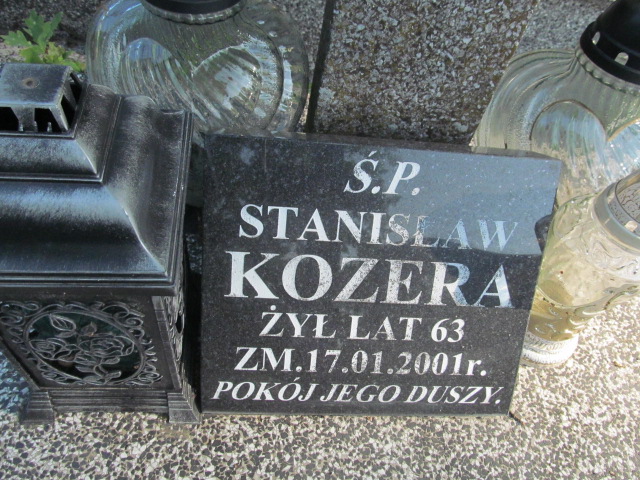 Ś.P.
STANISŁAW
KOZERA
ŻYŁ LAT 63
ZM.17.01.2001r.
POKÓJ JEGO DUSZY.